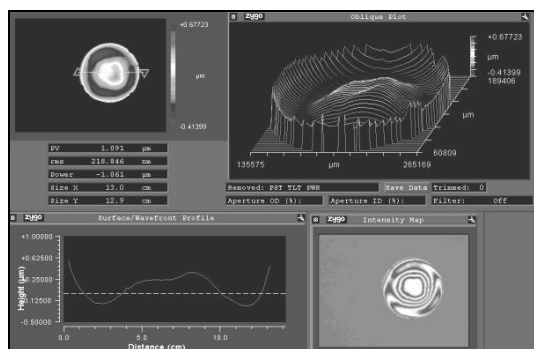 +0.67723
µm
-0.41399
PV 1.091 µm
rms 218.846 nm
Power -1.061 µm
Size X 13.0 cm
Size Y 12.9 cm
zygo Oblique Plot
+0.67723
µm
-0.41399
189406
µm
60809
135575 µm 265169
Removed: PST TLT PWR Save Data Trimmed: 0
Aperture OD (%): Aperture ID (%): Filter: Off
zygo Surface/Wavefront Profile
+1.00000
+0.62500
+0.25000
-0.12500
-0.50000
Height (µm)
0.0 5.0 10.0
Distance (cm)
zygo Intensity Map